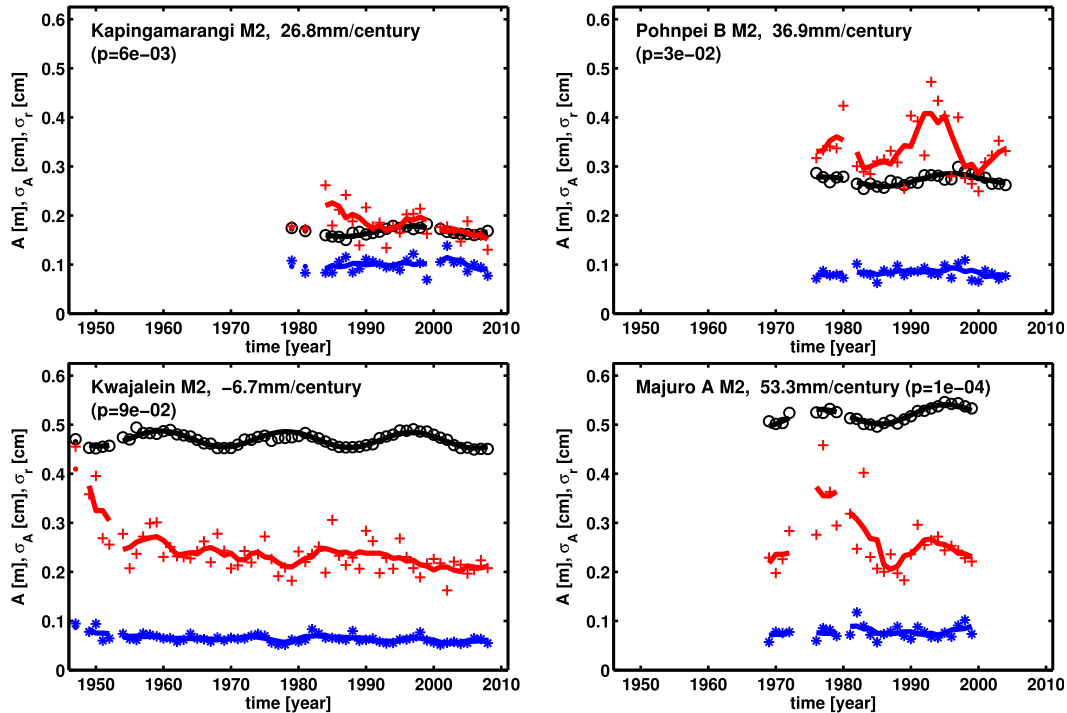 Kapingamarangi M2, 26.8mm/century
(p=6e−03)
A [m], σA [cm], σr [cm]
0.6
0.5
0.4
0.3
0.2
0.1
0
1950 1960 1970 1980 1990 2000 2010
time [year]
Pohnpei B M2, 36.9mm/century
(p=3e−02)
A [m], σA [cm], σr [cm]
0.6
0.5
0.4
0.3
0.2
0.1
0
1950 1960 1970 1980 1990 2000 2010
time [year]
Kwajalein M2, −6.7mm/century
(p=9e−02)
A [m], σA [cm], σr [cm]
0.6
0.5
0.4
0.3
0.2
0.1
0
1950 1960 1970 1980 1990 2000 2010
time [year]
Majuro A M2, 53.3mm/century (p=1e−04)
A [m], σA [cm], σr [cm]
0.6
0.5
0.4
0.3
0.2
0.1
0
1950 1960 1970 1980 1990 2000 2010
time [year]